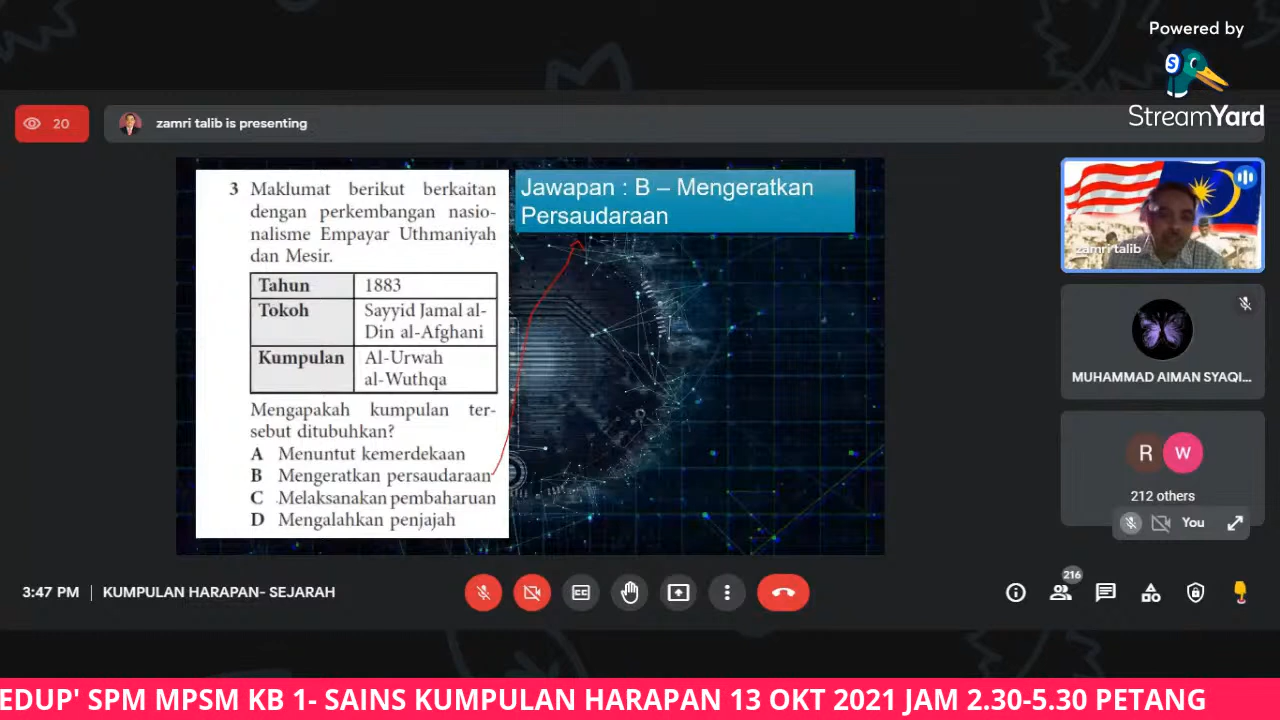 Powered by
StreamYard
20
zamri talib is presenting
3 Maklumat berikut berkaitan
dengan perkembangan nasio-
nalisme Empayar Uthmaniyah
dan Mesir.
Tahun 1883
Tokoh Sayyid Jamal al-
Din al-Afghani
Kumpulan Al-Urwah
al-Wuthqa
Mengapakah kumpulan ter-
sebut ditubuhkan?
A Menuntut kemerdekaan
B Mengeratkan persaudaraan
C Melaksanakan pembaharuan
D Mengalahkan penjajah
Jawapan : B – Mengeratkan
Persaudaraan
zamri talib
MUHAMMAD AIMAN SYAQI...
R W
212 others
You
3:47 PM | KUMPULAN HARAPAN- SEJARAH
CC
216
EDUP' SPM MPSM KB 1- SAINS KUMPULAN HARAPAN 13 OKT 2021 JAM 2.30-5.30 PETANG